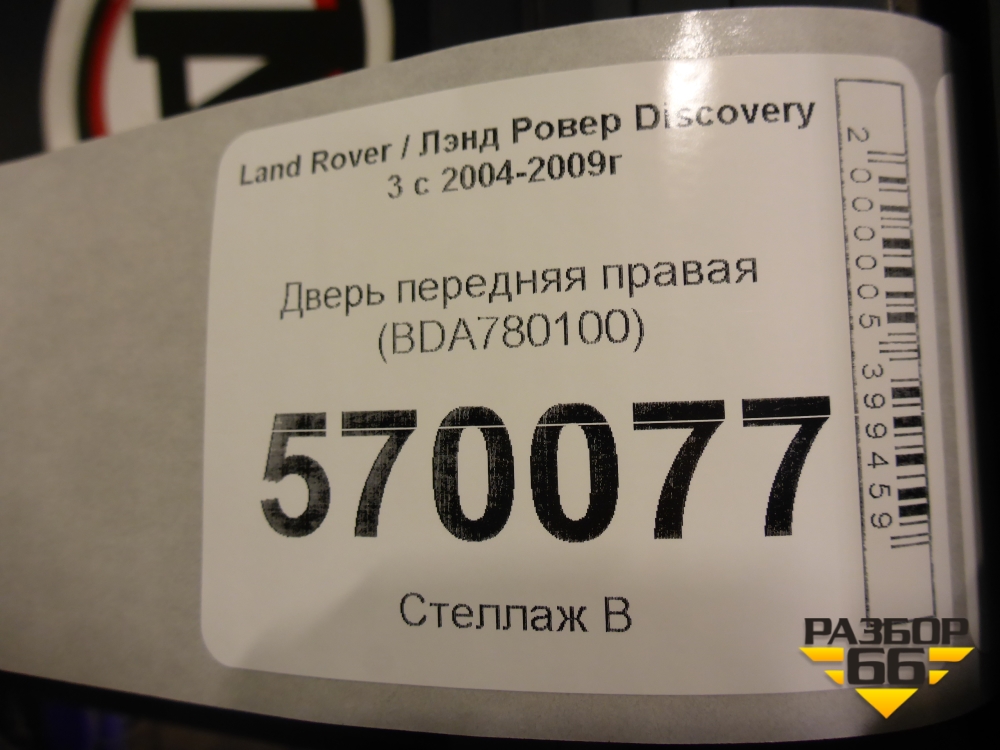 Land Rover / Лэнд Ровер Discovery
3 с 2004-2009г
Дверь передняя правая
(BDA780100)
570077
Стеллаж В
2000005399459
РАЗБОР
66